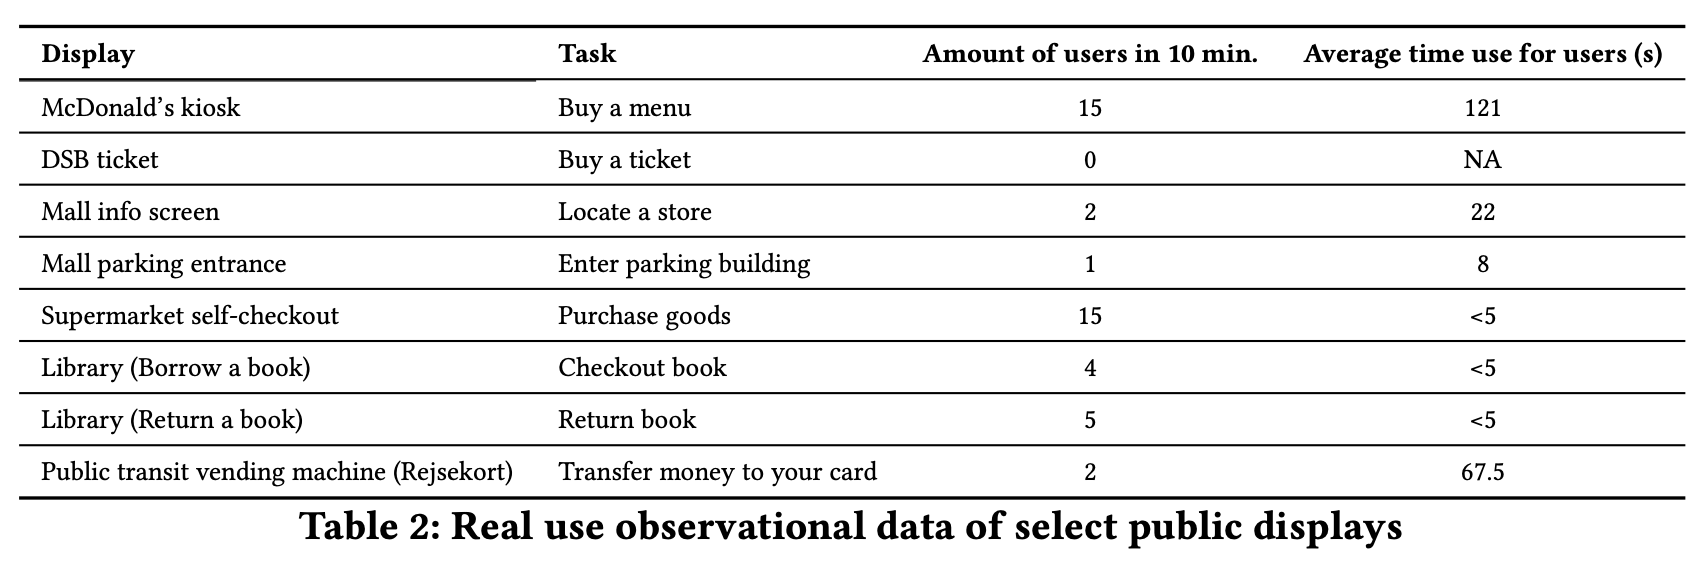 Display Task Amount of users in 10 min. Average time use for users (s)
McDonald’s kiosk Buy a menu 15 121
DSB ticket Buy a ticket 0 NA
Mall info screen Locate a store 2 22
Mall parking entrance Enter parking building 1 8
Supermarket self-checkout Purchase goods 15 <5
Library (Borrow a book) Checkout book 4 <5
Library (Return a book) Return book 5 <5
Public transit vending machine (Rejsekort) Transfer money to your card 2 67.5
Table 2: Real use observational data of select public displays